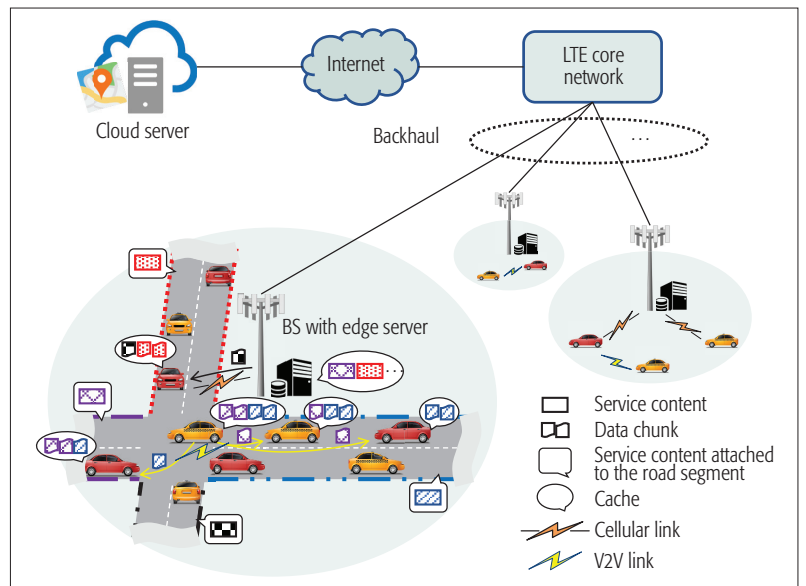 Internet
LTE core
network
Cloud server
Backhaul
...
BS with edge server
...
Service content
Data chunk
Service content attached
to the road segment
Cache
Cellular link
V2V link